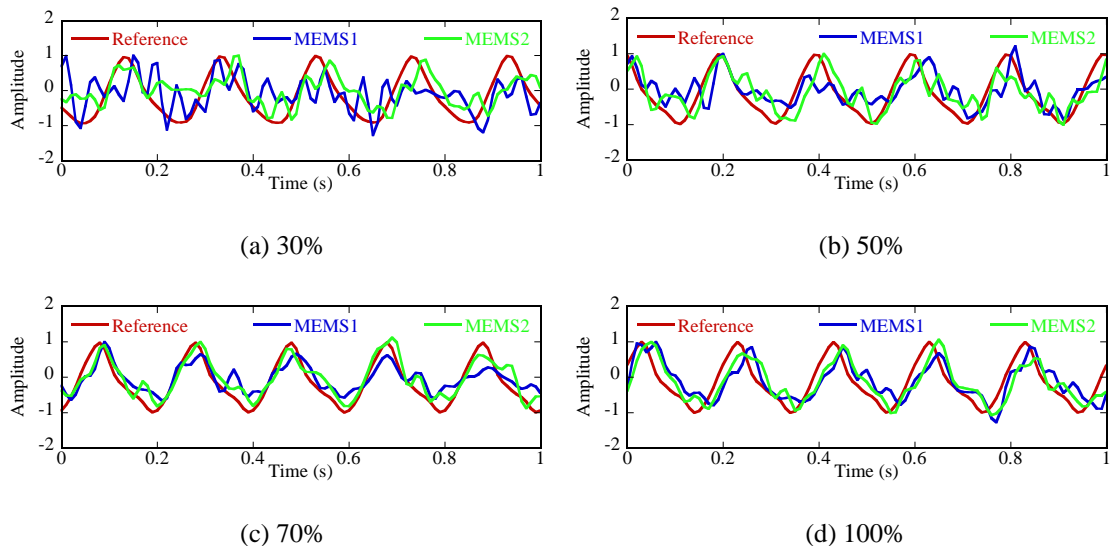 2
Reference MEMS1 MEMS2
1
0
-1
-2
Amplitude
0 0.2 0.4 0.6 0.8 1
Time (s)
(a) 30%
2
Reference MEMS1 MEMS2
1
0
-1
-2
Amplitude
0 0.2 0.4 0.6 0.8 1
Time (s)
(b) 50%
2
Reference MEMS1 MEMS2
1
0
-1
-2
Amplitude
0 0.2 0.4 0.6 0.8 1
Time (s)
(c) 70%
2
Reference MEMS1 MEMS2
1
0
-1
-2
Amplitude
0 0.2 0.4 0.6 0.8 1
Time (s)
(d) 100%